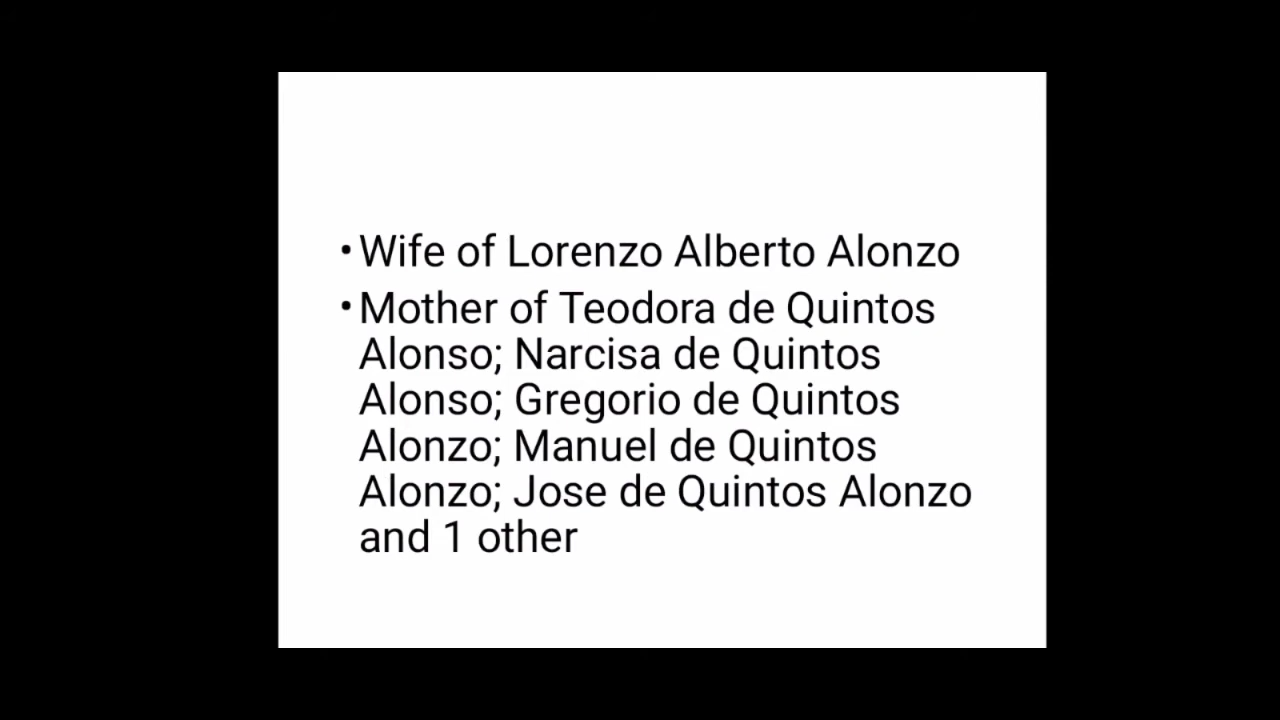 • Wife of Lorenzo Alberto Alonzo
• Mother of Teodora de Quintos
Alonso; Narcisa de Quintos
Alonso; Gregorio de Quintos
Alonzo; Manuel de Quintos
Alonzo; Jose de Quintos Alonzo
and 1 other